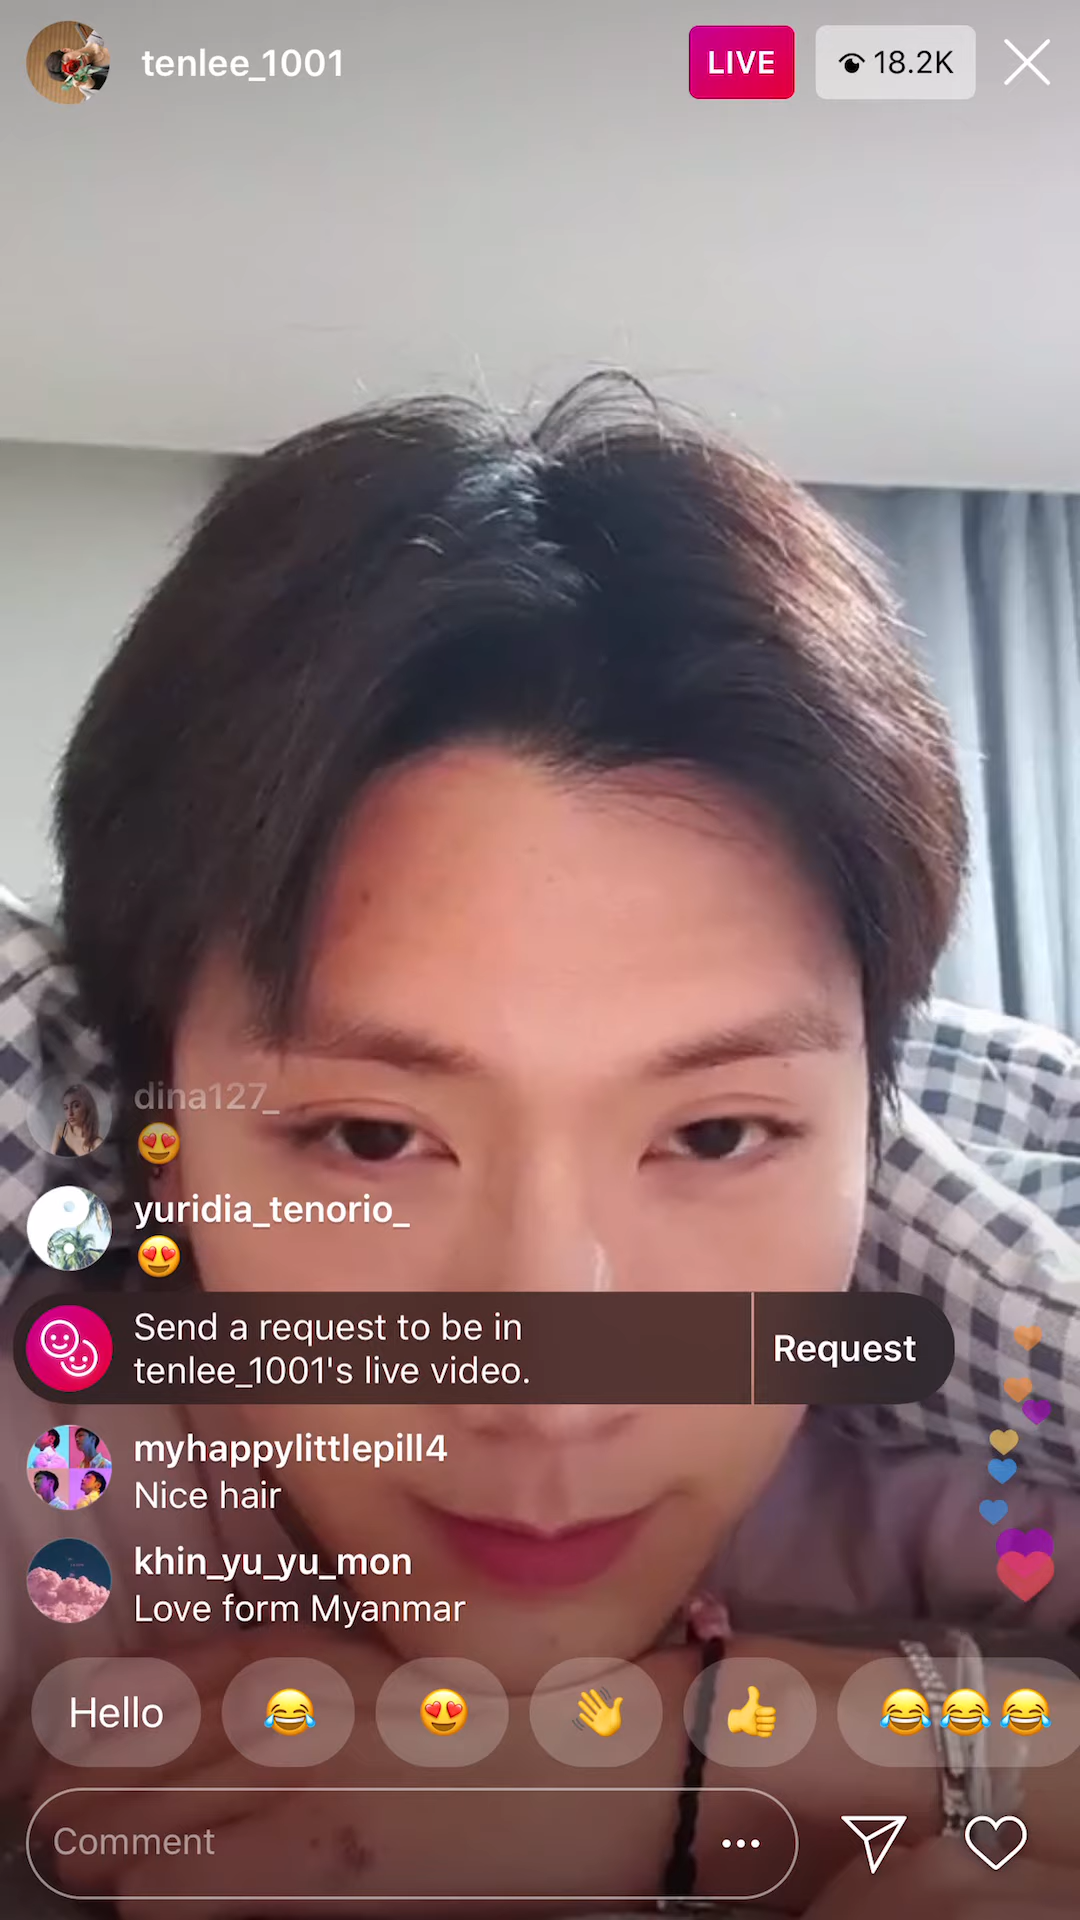 tenlee_1001
LIVE
18.2K
dina127_
😍
yuridia_tenorio_
😍
Send a request to be in
tenlee_1001's live video.
Request
myhappylittlepill4
Nice hair
khin_yu_yu_mon
Love form Myanmar
Hello
😂
😍
👋
👍
😂😂😂
Comment